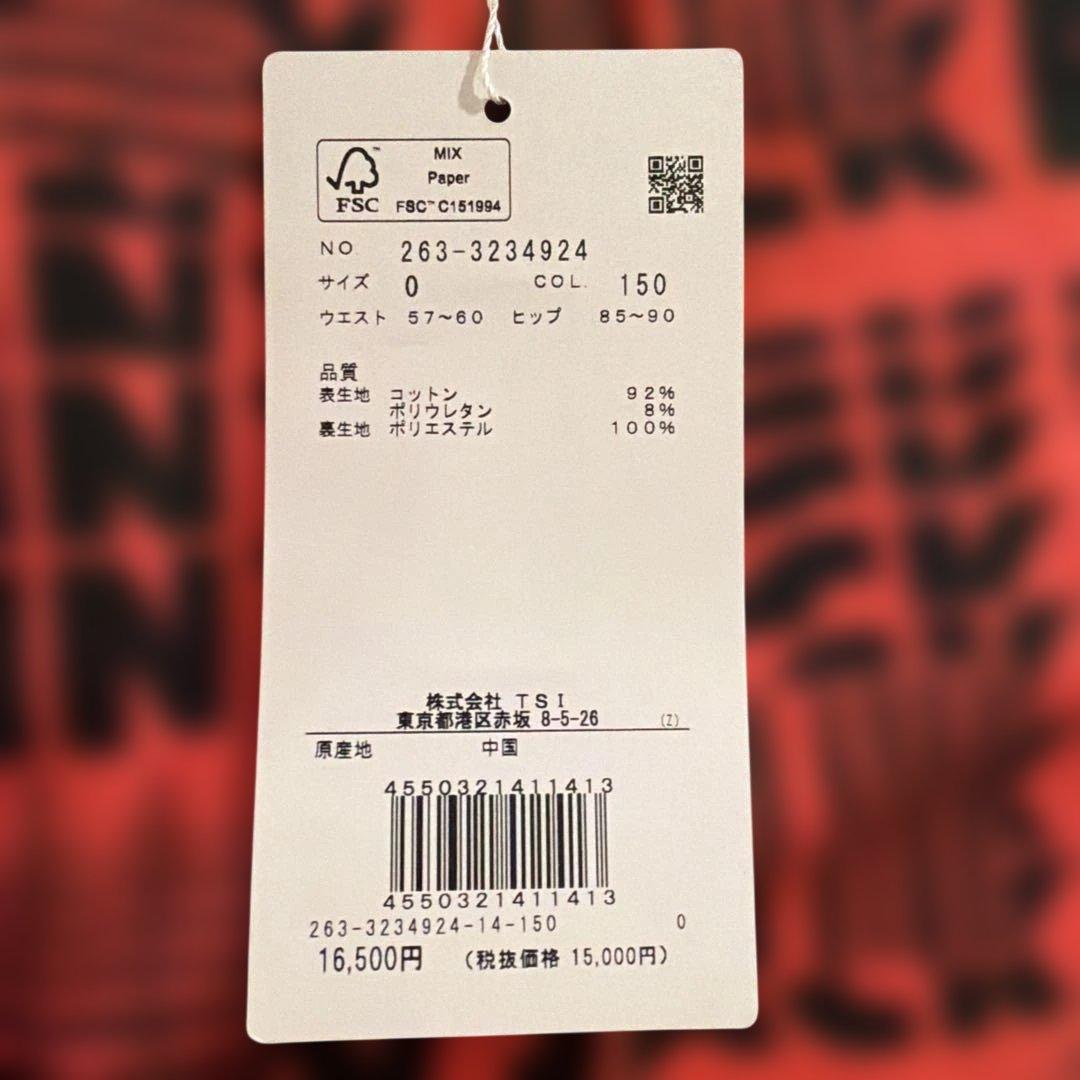 MIX
Paper
FSC™ C151994
FSC
NO 263-3234924
サイズ 0 COL. 150
ウエスト 57～60 ヒップ 85～90
品質
表生地 コットン 92%
ポリウレタン 8%
裏生地 ポリエステル 100%
株式会社 TSI
東京都港区赤坂 8-5-26 (Z)
原産地 中国
4550321411413
4550321411413
263-3234924-14-150 0
16,500円 (税抜価格 15,000円)